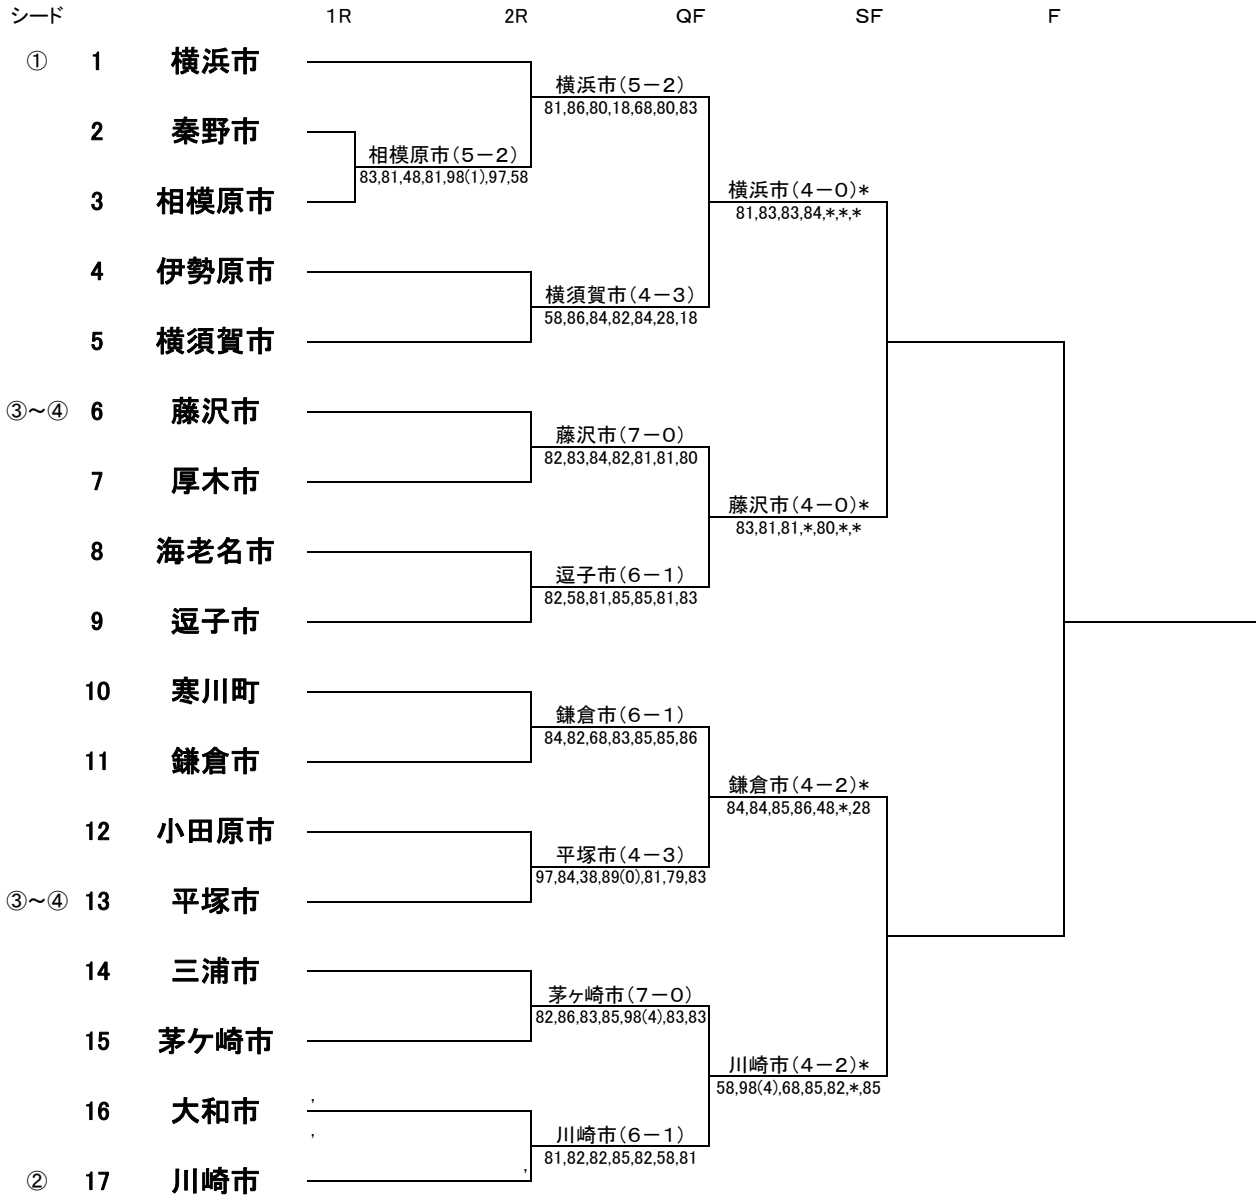 シード 1R 2R QF SF F
① 1 横浜市
横浜市(5－2)
81,86,80,18,68,80,83
2 秦野市
相模原市(5－2)
83,81,48,81,98(1),97,58
3 相模原市
横浜市(4－0)*
81,83,83,84,*,*,*
4 伊勢原市
横須賀市(4－3)
58,86,84,82,84,28,18
5 横須賀市
③～④ 6 藤沢市
藤沢市(7－0)
82,83,84,82,81,81,80
7 厚木市
藤沢市(4－0)*
83,81,81,*,80,*,*
8 海老名市
逗子市(6－1)
82,58,81,85,85,81,83
9 逗子市
10 寒川町
鎌倉市(6－1)
84,82,68,83,85,85,86
11 鎌倉市
鎌倉市(4－2)*
84,84,85,86,48,*,28
12 小田原市
平塚市(4－3)
97,84,38,89(0),81,79,83
③～④ 13 平塚市
14 三浦市
茅ヶ崎市(7－0)
82,86,83,85,98(4),83,83
15 茅ケ崎市
川崎市(4－2)*
58,98(4),68,85,82,*,85
16 大和市 ,
,
川崎市(6－1)
81,82,82,85,82,58,81
,
② 17 川崎市